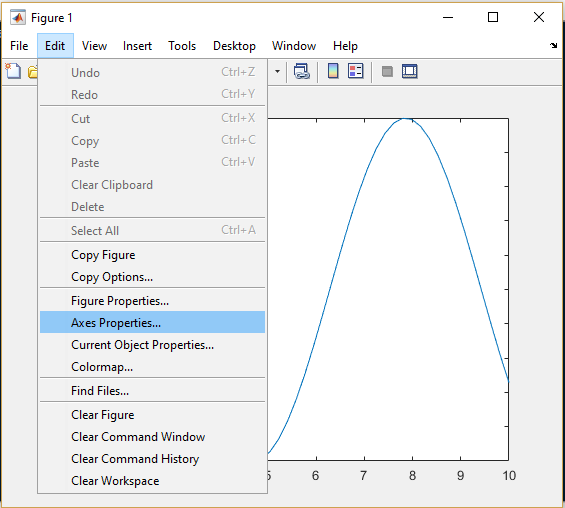 Figure 1
File Edit View Insert Tools Desktop Window Help
Undo Ctrl+Z
Redo Ctrl+Y
Cut Ctrl+X
Copy Ctrl+C
Paste Ctrl+V
Clear Clipboard
Delete
Select All Ctrl+A
Copy Figure
Copy Options...
Figure Properties...
Axes Properties...
Current Object Properties...
Colormap...
Find Files...
Clear Figure
Clear Command Window
Clear Command History
Clear Workspace
6 7 8 9 10